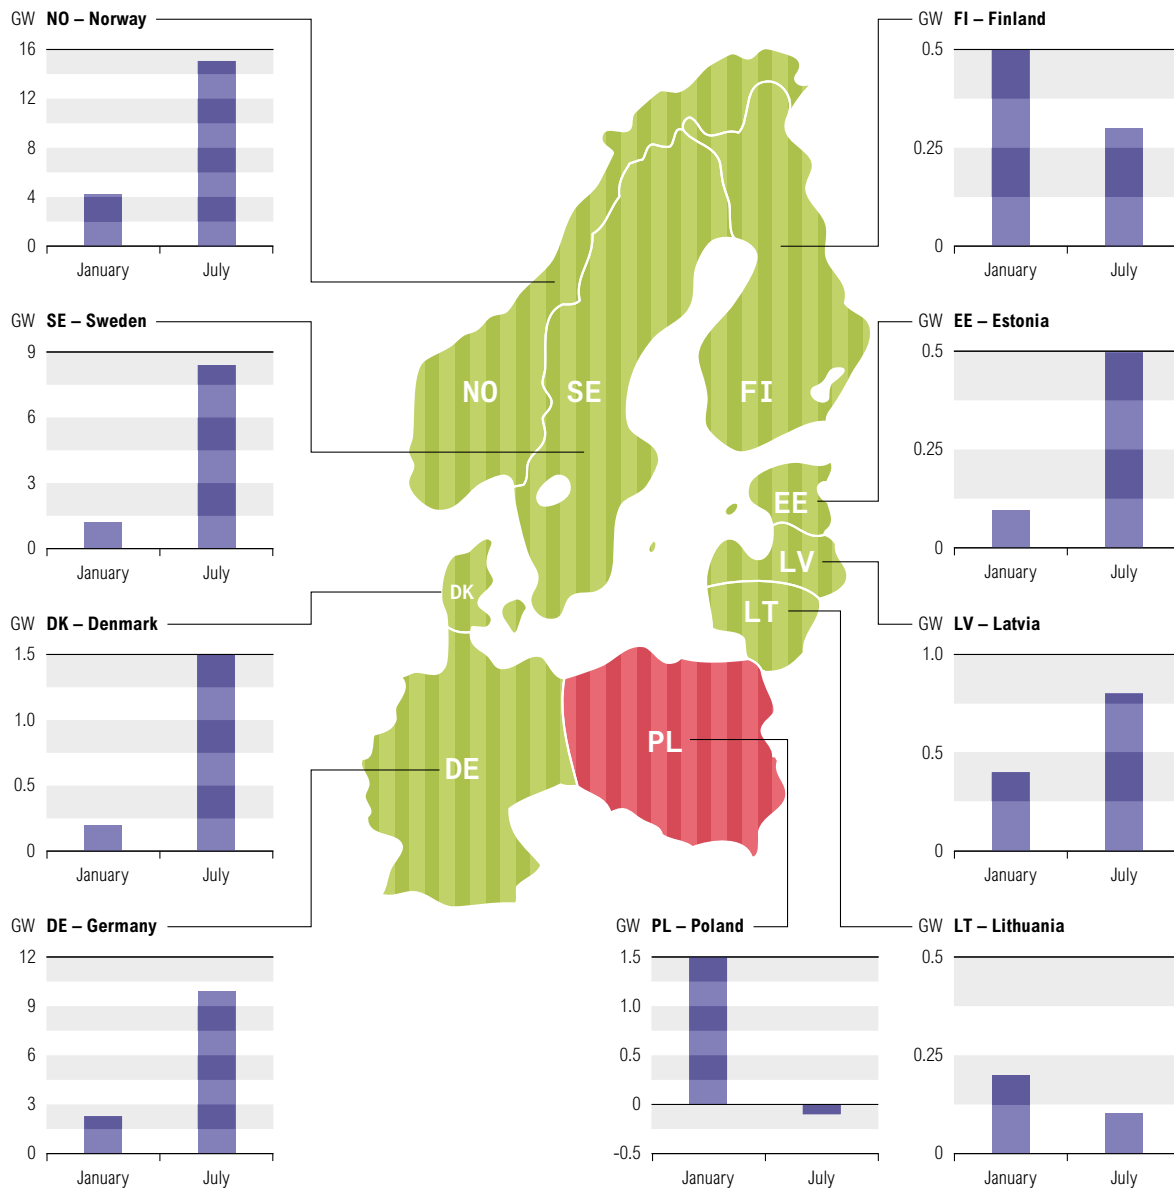 GW NO – Norway
16
12
8
4
0
January July
GW FI – Finland
0.5
0.25
0
January July
GW SE – Sweden
9
6
3
0
January July
GW EE – Estonia
0.5
0.25
0
January July
NO
SE
FI
EE
LV
DK
LT
PL
DE
GW DK – Denmark
1.5
1.0
0.5
0
January July
GW LV – Latvia
1.0
0.5
0
January July
GW DE – Germany
12
9
6
3
0
January July
GW PL – Poland
1.5
1.0
0.5
0
-0.5
January July
GW LT – Lithuania
0.5
0.25
0
January July